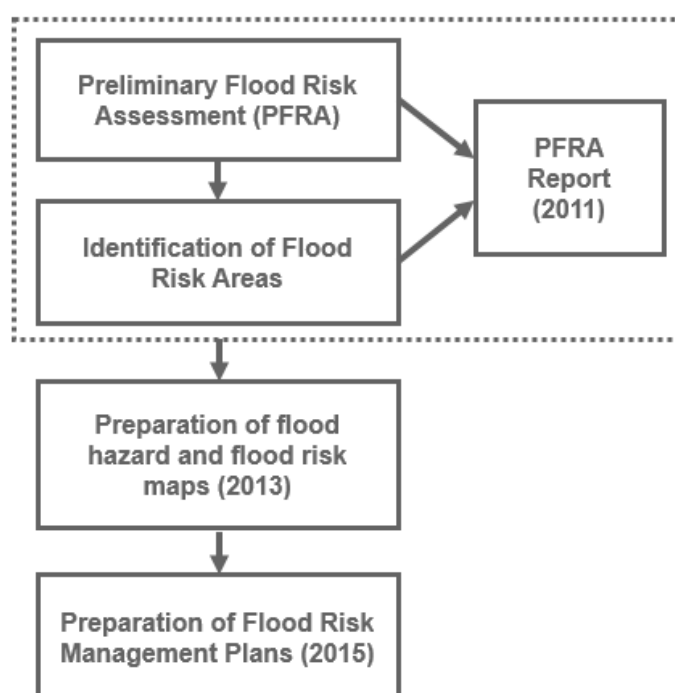 Preliminary Flood Risk
Assessment (PFRA)
PFRA
Report
(2011)
Identification of Flood
Risk Areas
Preparation of flood
hazard and flood risk
maps (2013)
Preparation of Flood Risk
Management Plans (2015)